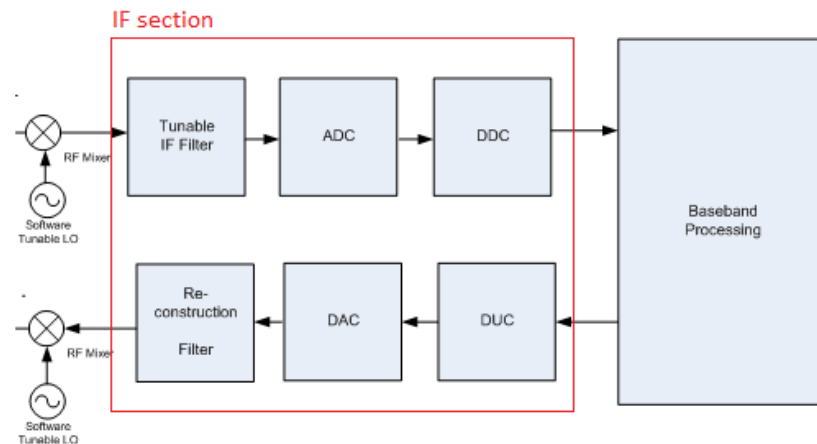 IF section
Tunable
IF Filter
ADC
DDC
RF Mixer
Software
Tunable LO
Baseband
Processing
Re-
construction
Filter
DAC
DUC
RF Mixer
Software
Tunable LO